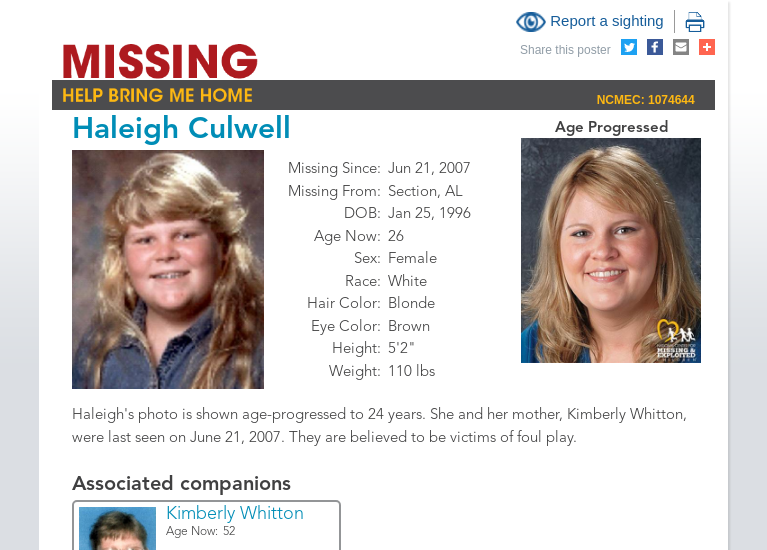 Report a sighting
Share this poster
MISSING
HELP BRING ME HOME
NCMEC: 1074644
Haleigh Culwell
Age Progressed
Missing Since: Jun 21, 2007
Missing From: Section, AL
DOB: Jan 25, 1996
Age Now: 26
Sex: Female
Race: White
Hair Color: Blonde
Eye Color: Brown
Height: 5'2"
Weight: 110 lbs
MISSING &
EXPLOITED
Haleigh's photo is shown age-progressed to 24 years. She and her mother, Kimberly Whitton,
were last seen on June 21, 2007. They are believed to be victims of foul play.
Associated companions
Kimberly Whitton
Age Now: 52